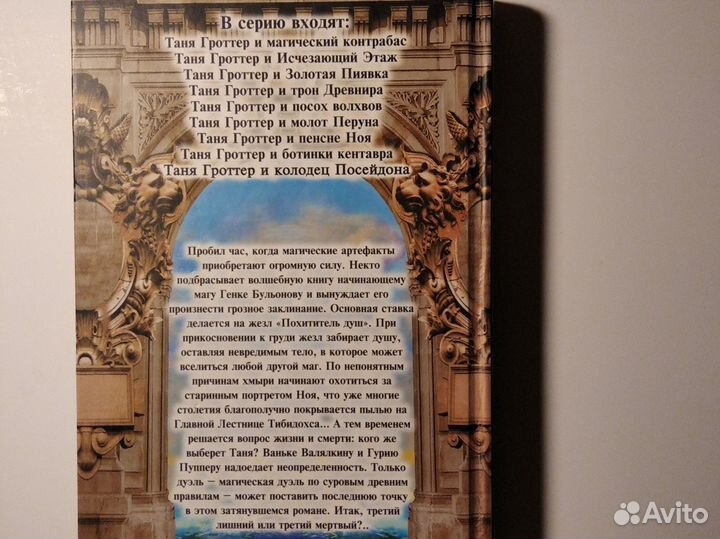 В серию входят:
Таня Гроттер и магический контрабас
Таня Гроттер и Исчезающий Этаж
Таня Гроттер и Золотая Пиявка
Таня Гроттер и трон Древнира
Таня Гроттер и посох волхвов
Таня Гроттер и молот Перуна
Таня Гроттер и пенсне Ноя
Таня Гроттер и ботинки кентавра
Таня Гроттер и колодец Посейдона
Пробил час, когда магические артефакты
приобретают огромную силу. Некто
подбрасывает волшебную книгу начинающему
магу Генке Бульонову и вынуждает его
произнести грозное заклинание. Основная ставка
делается на жезл «Похититель душ». При
прикосновении к груди жезл забирает душу,
оставляя невредимым тело, в которое может
вселиться любой другой маг. По непонятным
причинам хмыри начинают охотиться за
старинным портретом Ноя, что уже многие
столетия благополучно покрывается пылью на
Главной Лестнице Тибидохса... А тем временем
решается вопрос жизни и смерти: кого же
выберет Таня? Ваньке Валялкину и Гурию
Пупперу надоедает неопределенность. Только
дуэль – магическая дуэль по суровым древним
правилам – может поставить последнюю точку
в этом затянувшемся романе. Итак, третий
лишний или третий мертвый?..
Avito